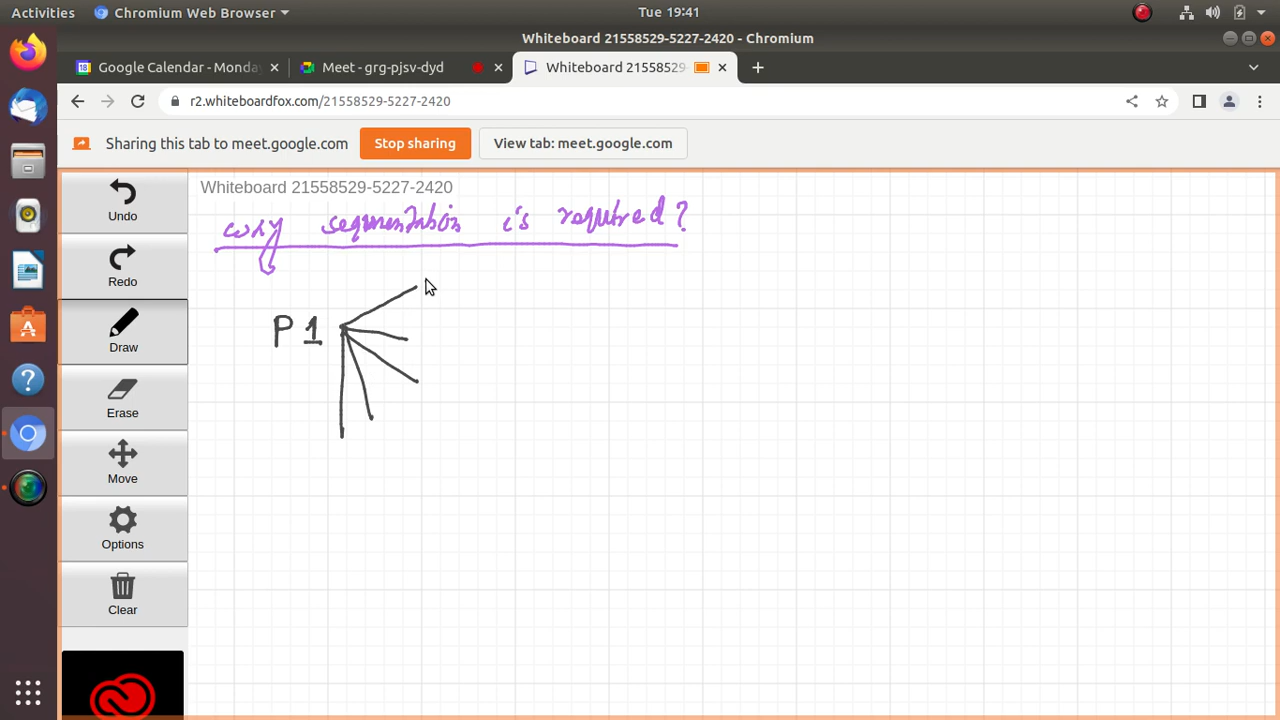 Activities Chromium Web Browser Tue 19:41
Whiteboard 21558529-5227-2420 - Chromium
18 Google Calendar - Monday Meet - grg-pjsv-dyd Whiteboard 21558529-
r2.whiteboardfox.com/21558529-5227-2420
Sharing this tab to meet.google.com Stop sharing View tab: meet.google.com
Whiteboard 21558529-5227-2420
why segmentation is required?
P1
Undo
Redo
Draw
Erase
Move
Options
Clear